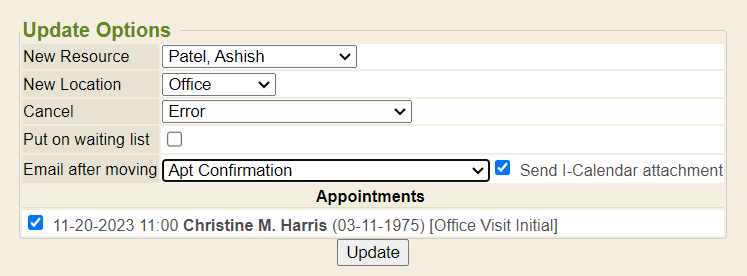 Update Options
New Resource Patel, Ashish
New Location Office
Cancel Error
Put on waiting list
Email after moving Apt Confirmation Send I-Calendar attachment
Appointments
11-20-2023 11:00 Christine M. Harris (03-11-1975) [Office Visit Initial]
Update